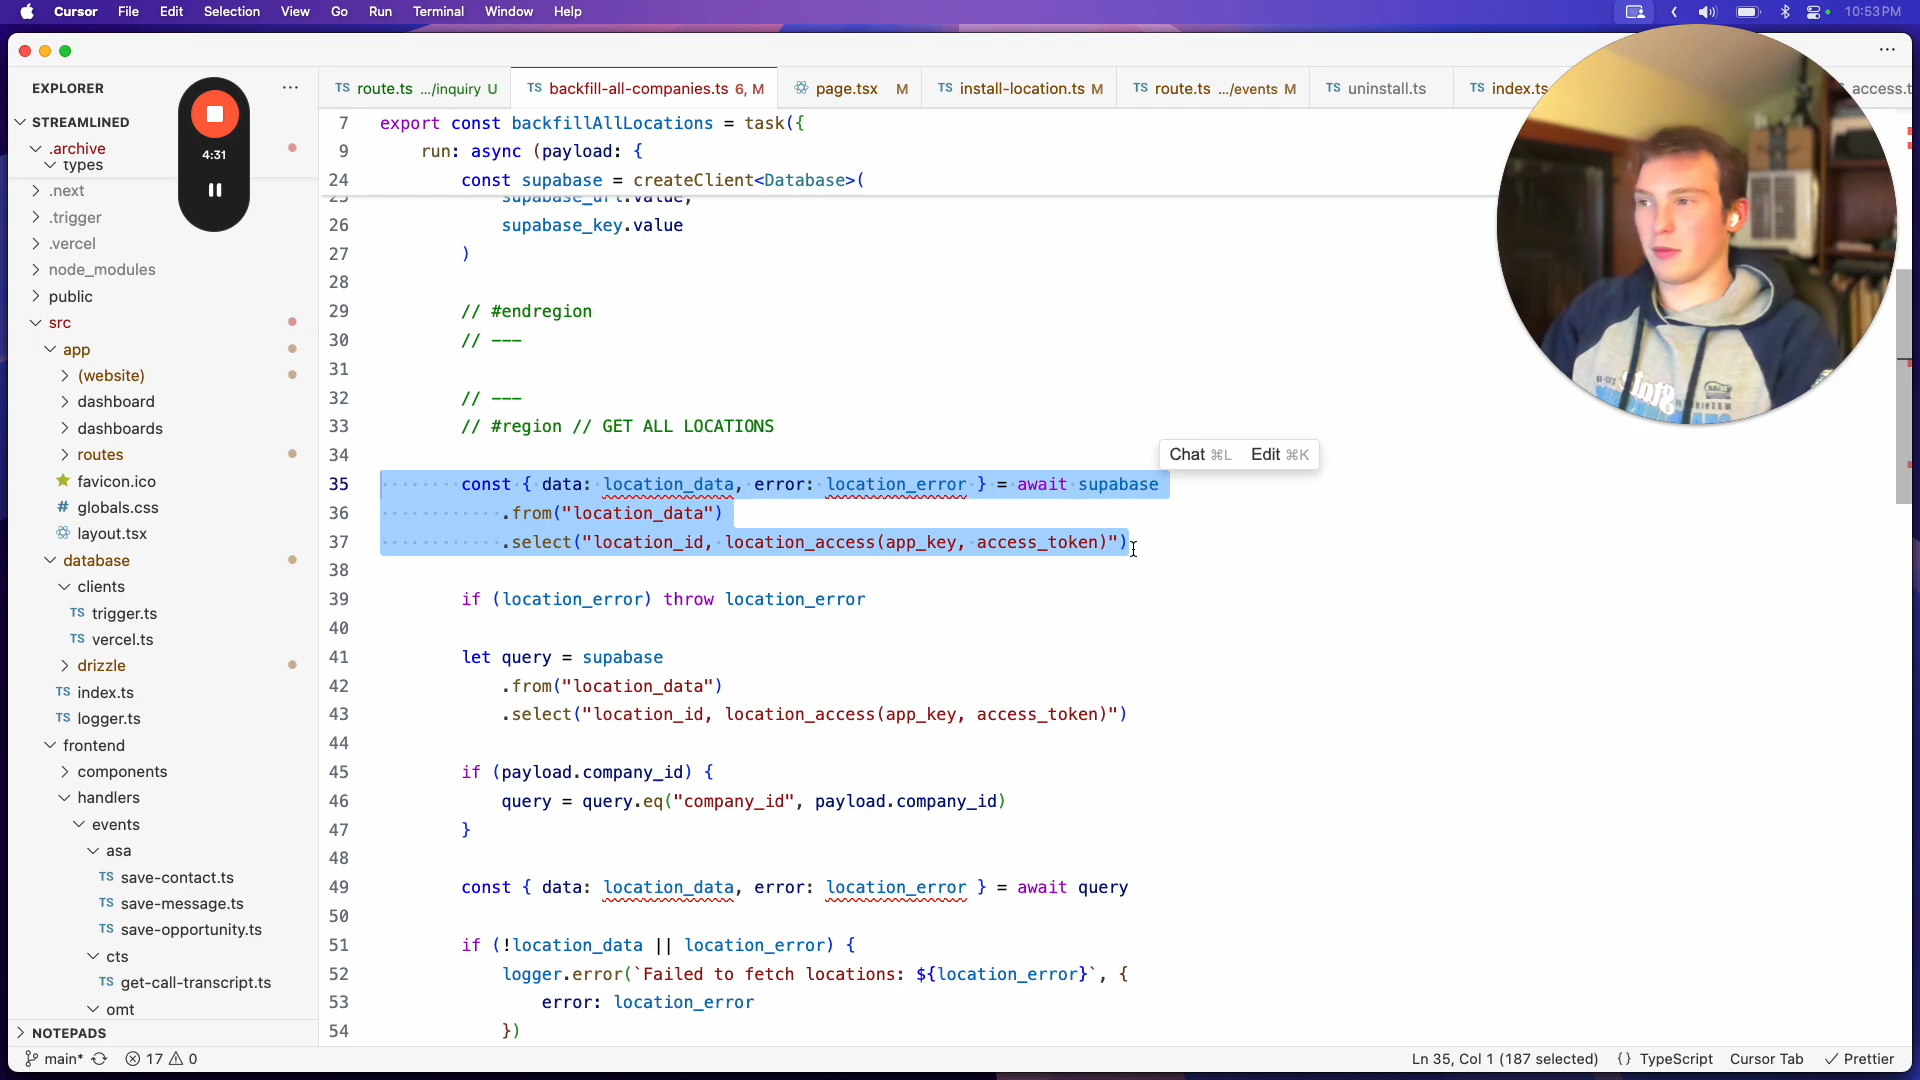 Cursor File Edit Selection View Go Run Terminal Window Help
10:53 PM
EXPLORER
STREAMLINED
.archive
types
.next
.trigger
.vercel
node_modules
public
src
app
(website)
dashboard
dashboards
routes
favicon.ico
globals.css
layout.tsx
database
clients
TS trigger.ts
TS vercel.ts
drizzle
TS index.ts
TS logger.ts
frontend
components
handlers
events
asa
TS save-contact.ts
TS save-message.ts
TS save-opportunity.ts
cts
TS get-call-transcript.ts
omt
NOTEPADS
4:31
TS route.ts .../inquiry U
TS backfill-all-companies.ts 6, M
page.tsx M
TS install-location.ts M
TS route.ts .../events M
TS uninstall.ts
TS index.ts
access.t
7 export const backfillAllLocations = task({
9 run: async (payload: {
24 const supabase = createClient<Database>(
25 supabase_url.value,
26 supabase_key.value
27 )
28
29 // #endregion
30 // ---
31
32 // ---
33 // #region // GET ALL LOCATIONS
34
Chat ⌘L Edit ⌘K
35 const { data: location_data, error: location_error } = await supabase
36 .from("location_data")
37 .select("location_id, location_access(app_key, access_token)")
38
39 if (location_error) throw location_error
40
41 let query = supabase
42 .from("location_data")
43 .select("location_id, location_access(app_key, access_token)")
44
45 if (payload.company_id) {
46 query = query.eq("company_id", payload.company_id)
47 }
48
49 const { data: location_data, error: location_error } = await query
50
51 if (!location_data || location_error) {
52 logger.error(`Failed to fetch locations: ${location_error}`, {
53 error: location_error
54 })
main* 17 0
Ln 35, Col 1 (187 selected) {} TypeScript Cursor Tab Prettier